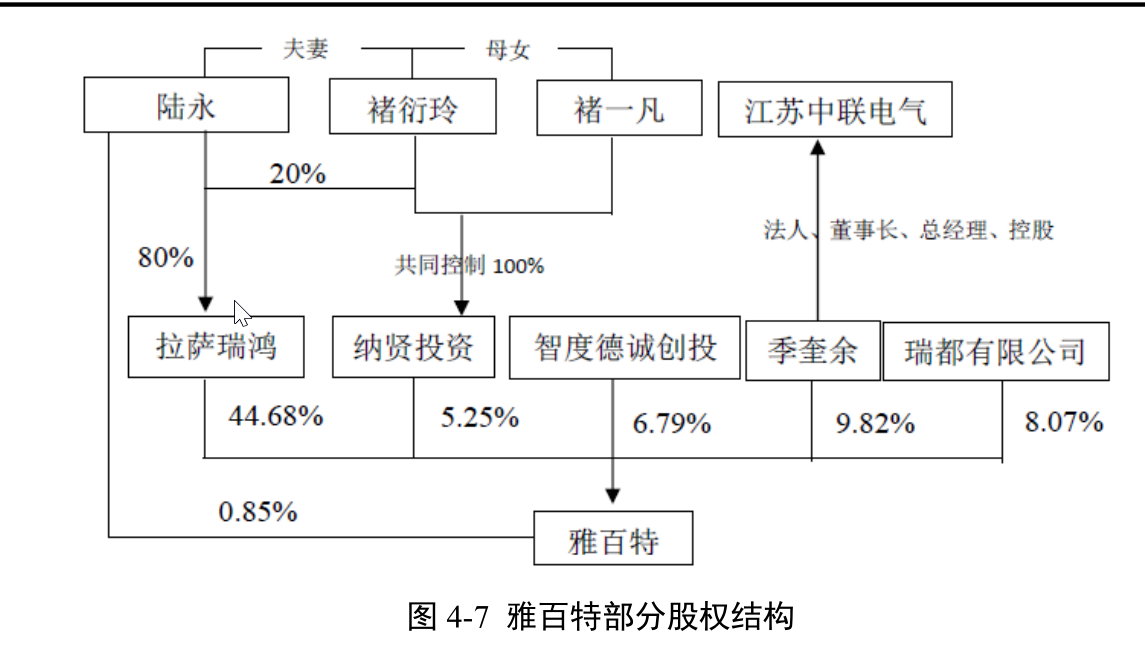 夫妻 母女
陆永 褚衍玲 褚一凡 江苏中联电气
20%
法人、董事长、总经理、控股
80%
共同控制 100%
拉萨瑞鸿 纳贤投资 智度德诚创投 季奎余 瑞都有限公司
44.68% 5.25% 6.79% 9.82% 8.07%
0.85%
雅百特
图 4-7 雅百特部分股权结构